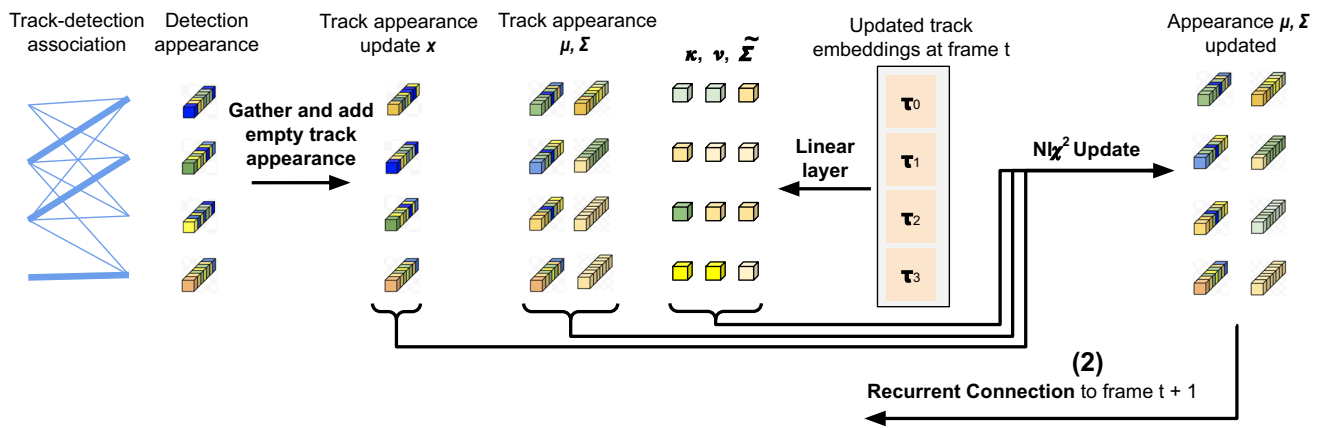 Track-detection
association
Detection
appearance
Track appearance
update x
Track appearance
μ, Σ
κ, ν, Σ̃
Updated track
embeddings at frame t
Appearance μ, Σ
updated
Gather and add
empty track
appearance
Linear
layer
τ0
τ1
τ2
τ3
NIχ² Update
(2)
Recurrent Connection to frame t + 1